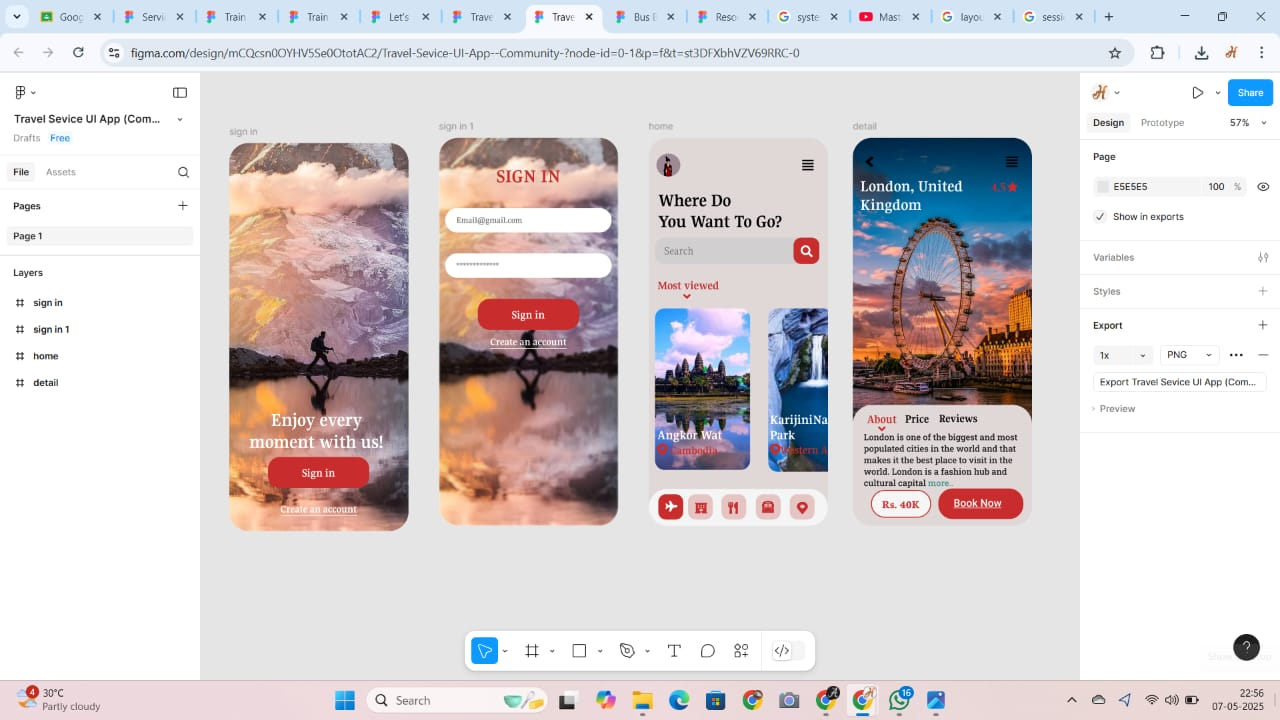 Goog
Servic
Train
Train
Let's
Trave
Trave
Bus E
Resc
syste
Mast
layou
sessi
figma.com/design/mCQcsn0OYHV5Se0OtotAC2/Travel-Sevice-UI-App--Community-?node-id=0-1&p=f&t=st3DFXbhVZV69RRC-0
Travel Sevice UI App (Com...
Drafts Free
File Assets
Pages
Page 1
Layers
sign in
sign in 1
home
detail
sign in
Enjoy every
moment with us!
Sign in
Create an account
sign in 1
SIGN IN
Email@gmail.com
*************
Sign in
Create an account
home
Where Do
You Want To Go?
Search
Most viewed
Angkor Wat
Cambodia
KarijiniNa
Park
Western A
detail
London, United
Kingdom
4.5
About Price Reviews
London is one of the biggest and most
populated cities in the world and that
makes it the best place to visit in the
world. London is a fashion hub and
cultural capital more..
Rs. 40K
Book Now
Share
Design Prototype 57%
Page
E5E5E5 100 %
Show in exports
Variables
Styles
Export
1x PNG
Export Travel Sevice UI App (Com...
Preview
?
4
30°C
Partly cloudy
Search
16
22:56
07-05-2025